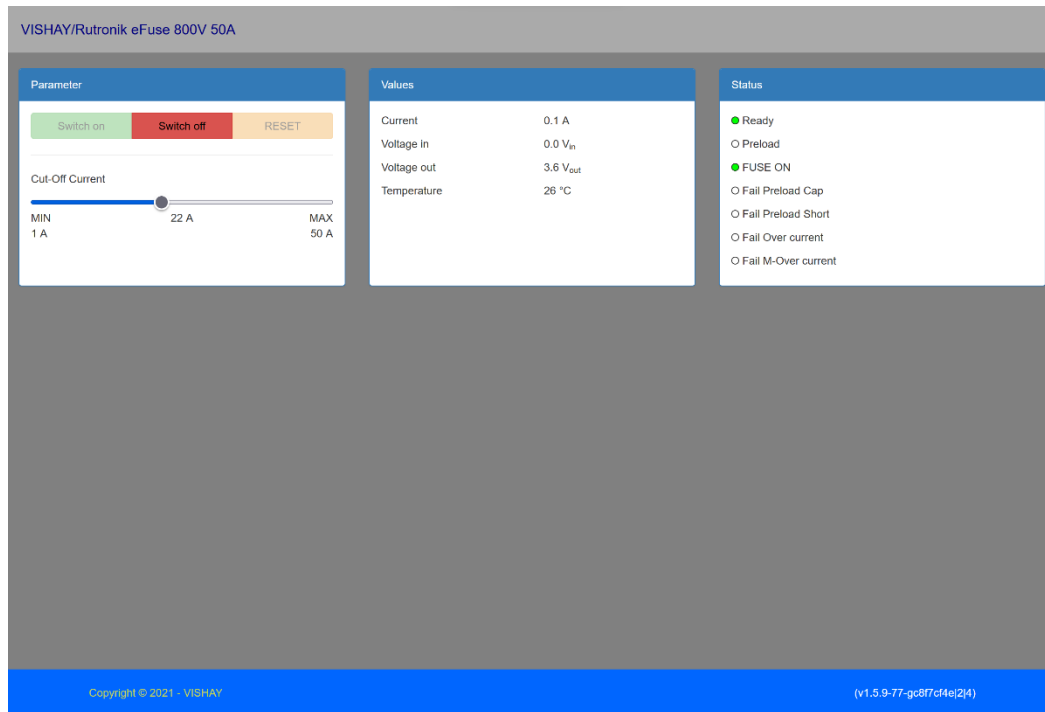 VISHAY/Rutronik eFuse 800V 50A
Parameter
Switch on Switch off RESET
Cut-Off Current
MIN 22 A MAX
1 A 50 A
Values
Current 0.1 A
Voltage in 0.0 Vin
Voltage out 3.6 Vout
Temperature 26 °C
Status
Ready
Preload
FUSE ON
Fail Preload Cap
Fail Preload Short
Fail Over current
Fail M-Over current
Copyright © 2021 - VISHAY
(v1.5.9-77-gc8f7cf4e|2|4)